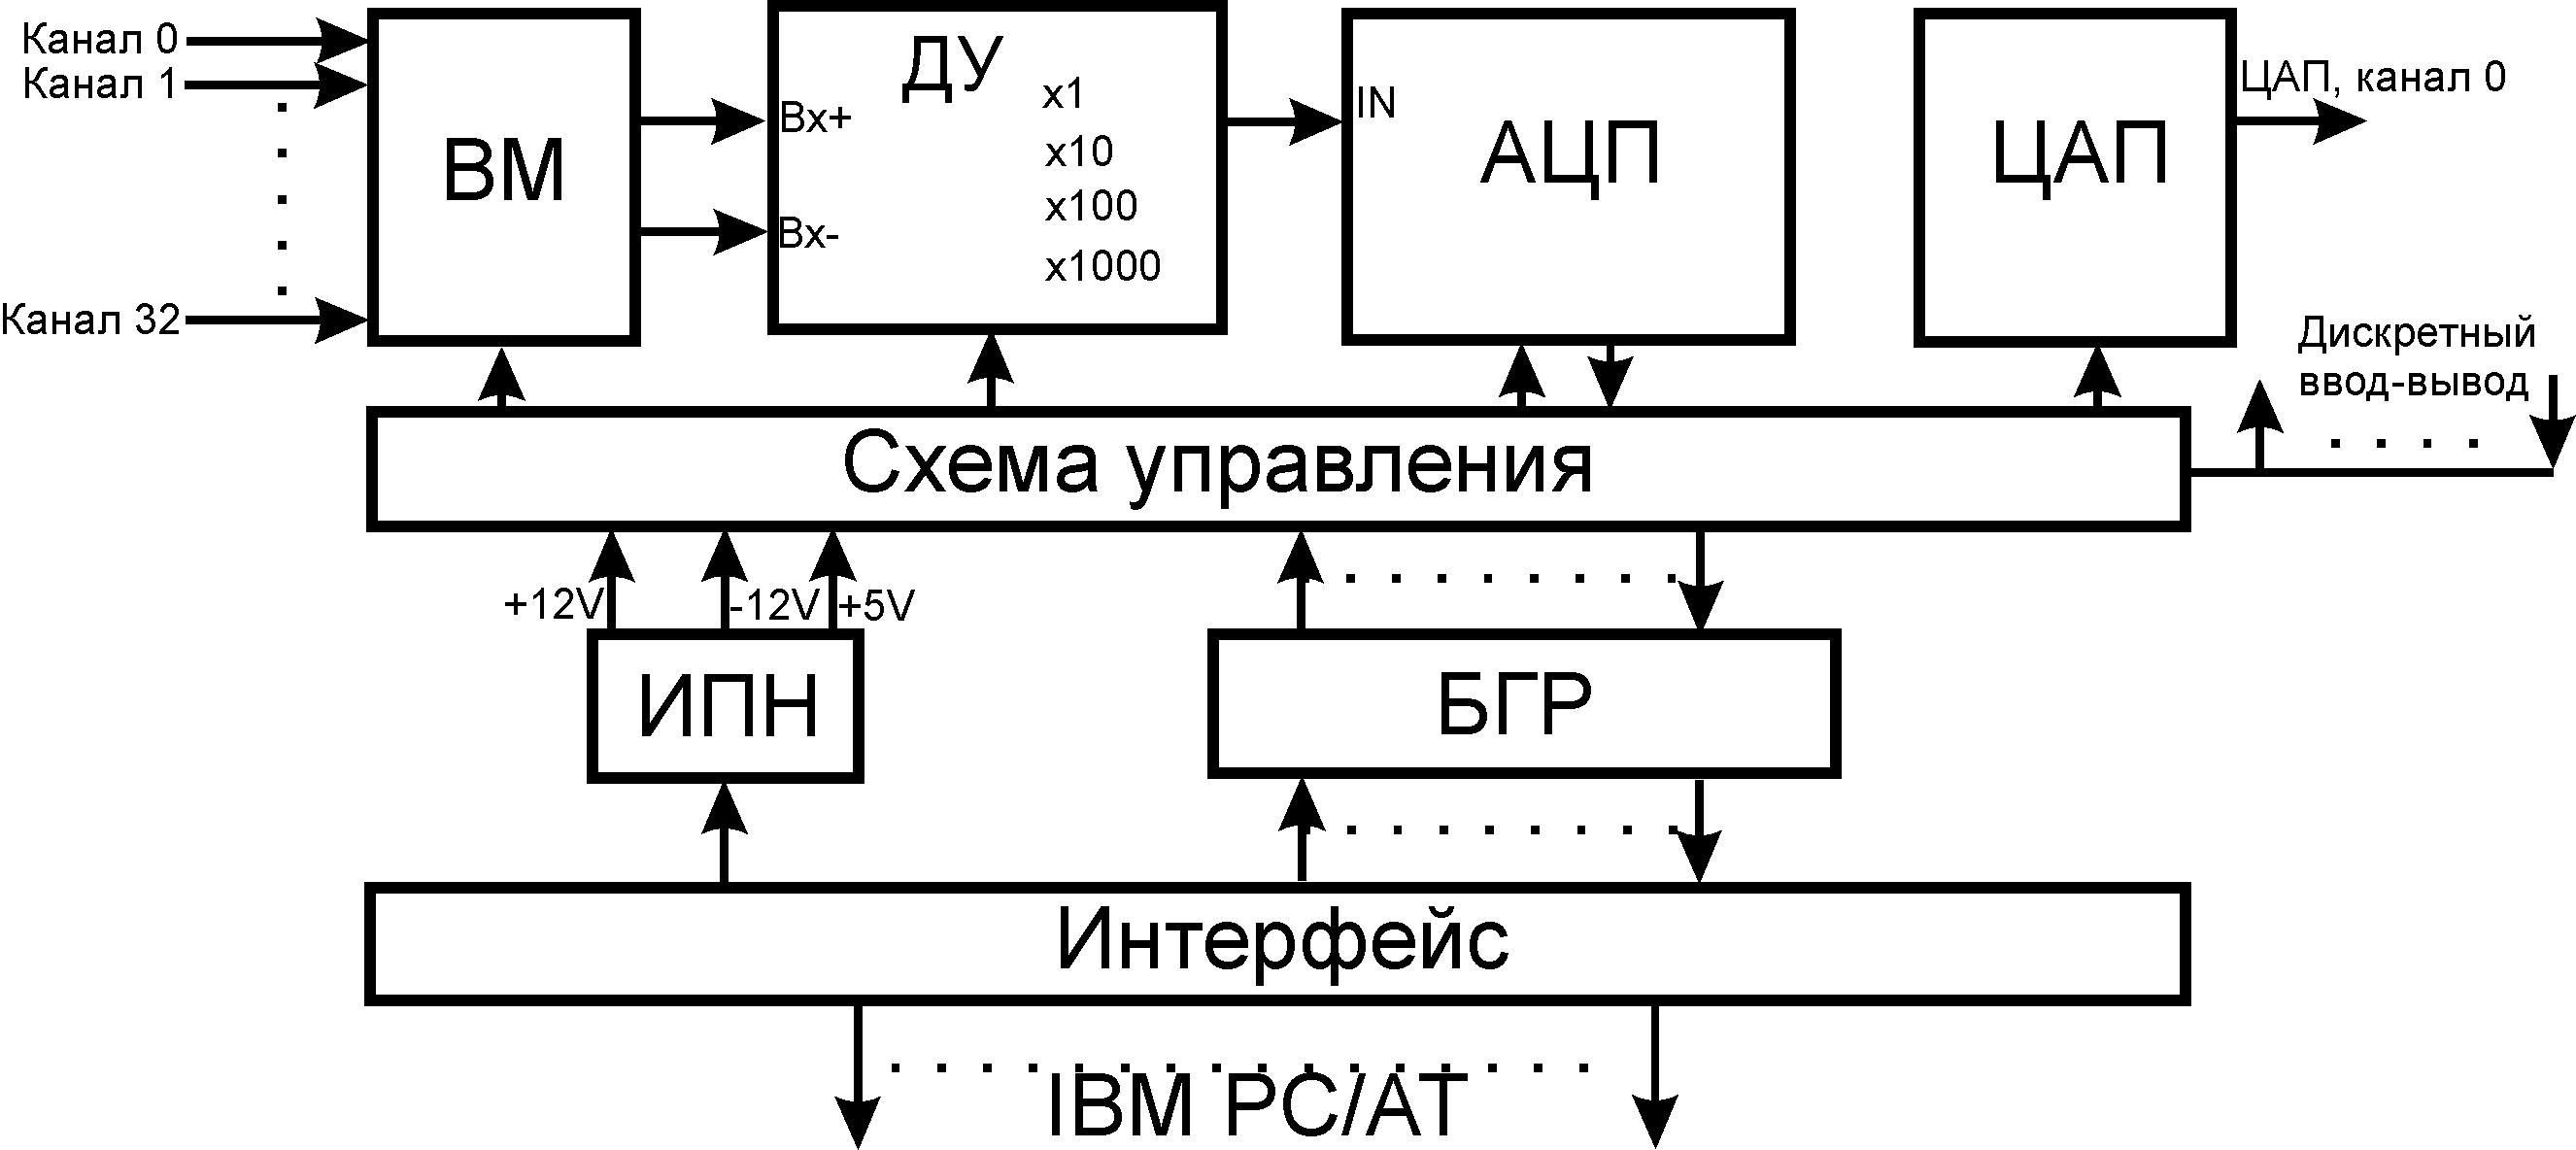 Канал 0
Канал 1
Канал 32
ВМ
Вх+
Вх-
ДУ
x1
x10
x100
x1000
IN
АЦП
ЦАП
ЦАП, канал 0
Дискретный
ввод-вывод
Схема управления
+12V
-12V
+5V
ИПН
БГР
Интерфейс
IBM PC/AT